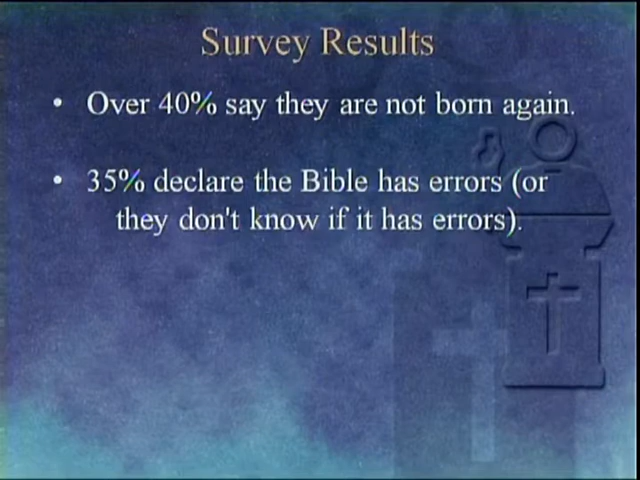 Survey Results
• Over 40% say they are not born again.
• 35% declare the Bible has errors (or
they don't know if it has errors).